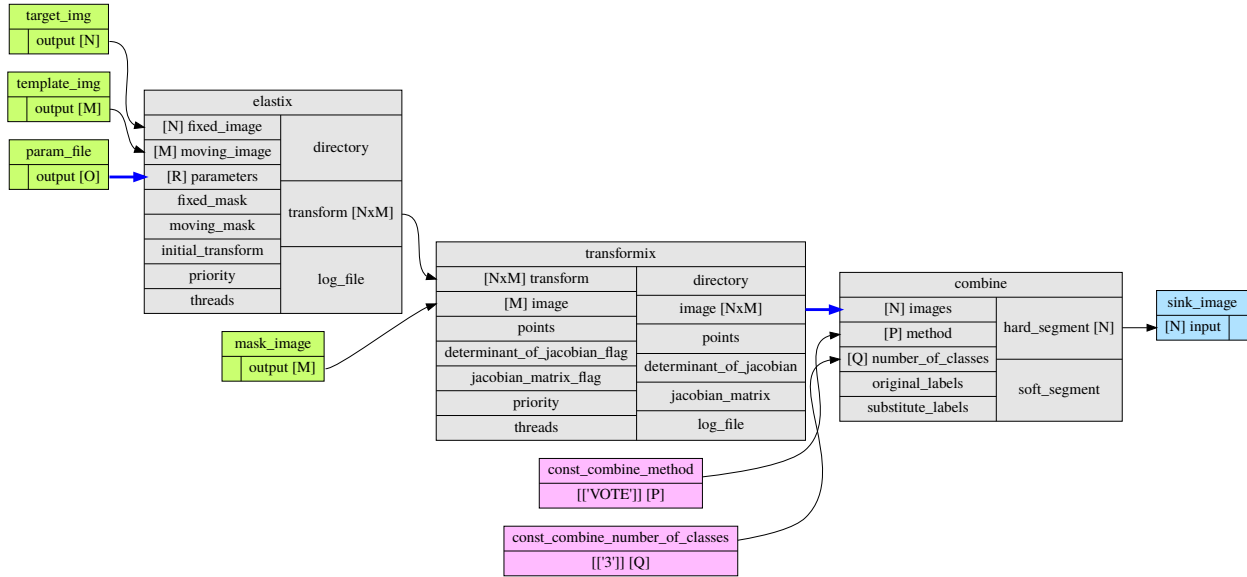 target_img
output [N]
template_img
output [M]
param_file
output [O]
elastix
[N] fixed_image
[M] moving_image
[R] parameters
fixed_mask
moving_mask
initial_transform
priority
threads
directory
transform [NxM]
log_file
mask_image
output [M]
transformix
[NxM] transform
[M] image
points
determinant_of_jacobian_flag
jacobian_matrix_flag
priority
threads
directory
image [NxM]
points
determinant_of_jacobian
jacobian_matrix
log_file
const_combine_method
[['VOTE']] [P]
const_combine_number_of_classes
[['3']] [Q]
combine
[N] images
[P] method
[Q] number_of_classes
original_labels
substitute_labels
hard_segment [N]
soft_segment
sink_image
[N] input